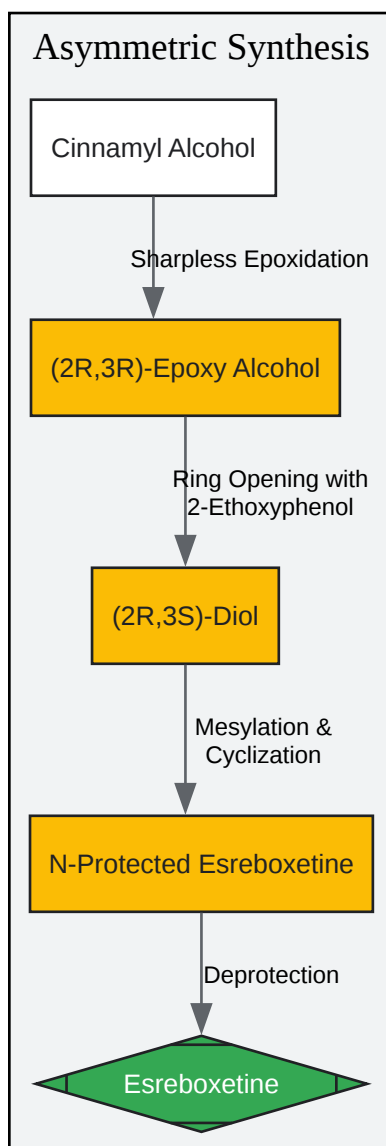 Asymmetric Synthesis
Cinnamyl Alcohol
Sharpless Epoxidation
(2R,3R)-Epoxy Alcohol
Ring Opening with
2-Ethoxyphenol
(2R,3S)-Diol
Mesylation &
Cyclization
N-Protected Esreboxetine
Deprotection
Esreboxetine